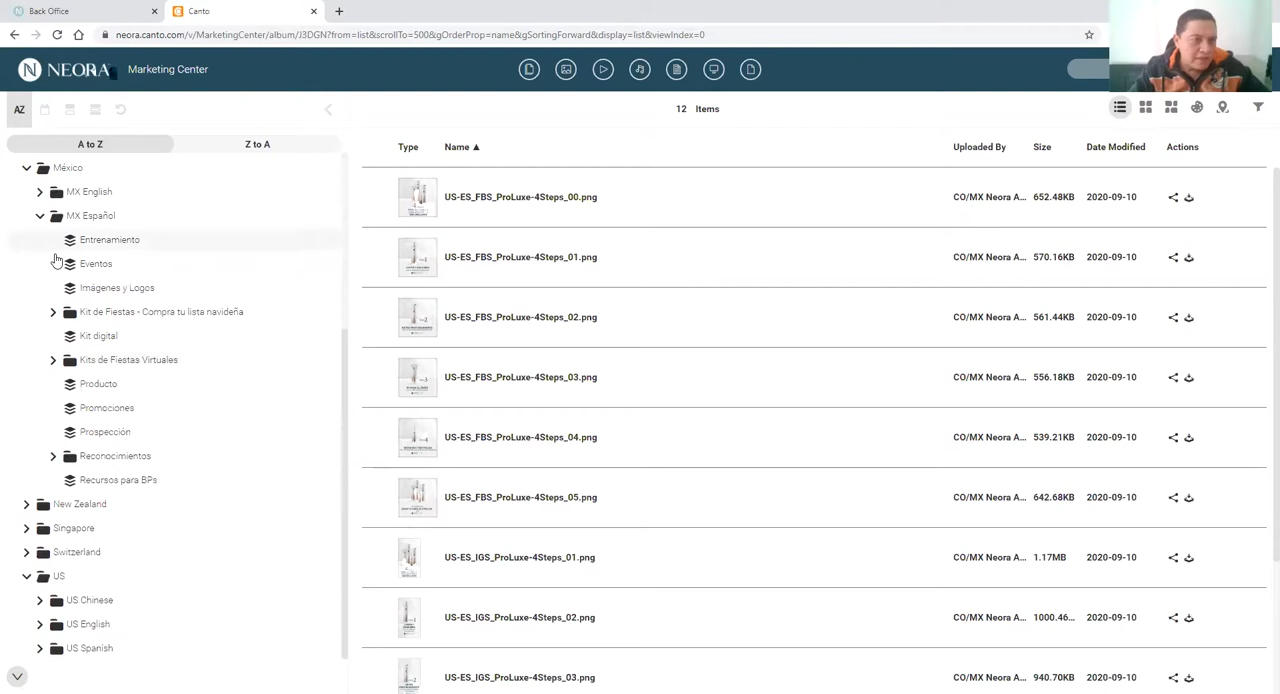 Back Office
Canto
neora.canto.com/v/MarketingCenter/album/J3DGN?from=list&scrollTo=500&gOrderProp=name&gSortingForward&display=list&viewIndex=0
N NEORA Marketing Center
AZ
12 Items
A to Z Z to A
Type Name ▲ Uploaded By Size Date Modified Actions
México
MX English
MX Español
Entrenamiento
Eventos
Imágenes y Logos
Kit de Fiestas - Compra tu lista navideña
Kit digital
Kits de Fiestas Virtuales
Producto
Promociones
Prospección
Reconocimientos
Recursos para BPs
New Zealand
Singapore
Switzerland
US
US Chinese
US English
US Spanish
US-ES_FBS_ProLuxe-4Steps_00.png CO/MX Neora A... 652.48KB 2020-09-10
US-ES_FBS_ProLuxe-4Steps_01.png CO/MX Neora A... 570.16KB 2020-09-10
US-ES_FBS_ProLuxe-4Steps_02.png CO/MX Neora A... 561.44KB 2020-09-10
US-ES_FBS_ProLuxe-4Steps_03.png CO/MX Neora A... 556.18KB 2020-09-10
US-ES_FBS_ProLuxe-4Steps_04.png CO/MX Neora A... 539.21KB 2020-09-10
US-ES_FBS_ProLuxe-4Steps_05.png CO/MX Neora A... 642.68KB 2020-09-10
US-ES_IGS_ProLuxe-4Steps_01.png CO/MX Neora A... 1.17MB 2020-09-10
US-ES_IGS_ProLuxe-4Steps_02.png CO/MX Neora A... 1000.46... 2020-09-10
US-ES_IGS_ProLuxe-4Steps_03.png CO/MX Neora A... 940.70KB 2020-09-10